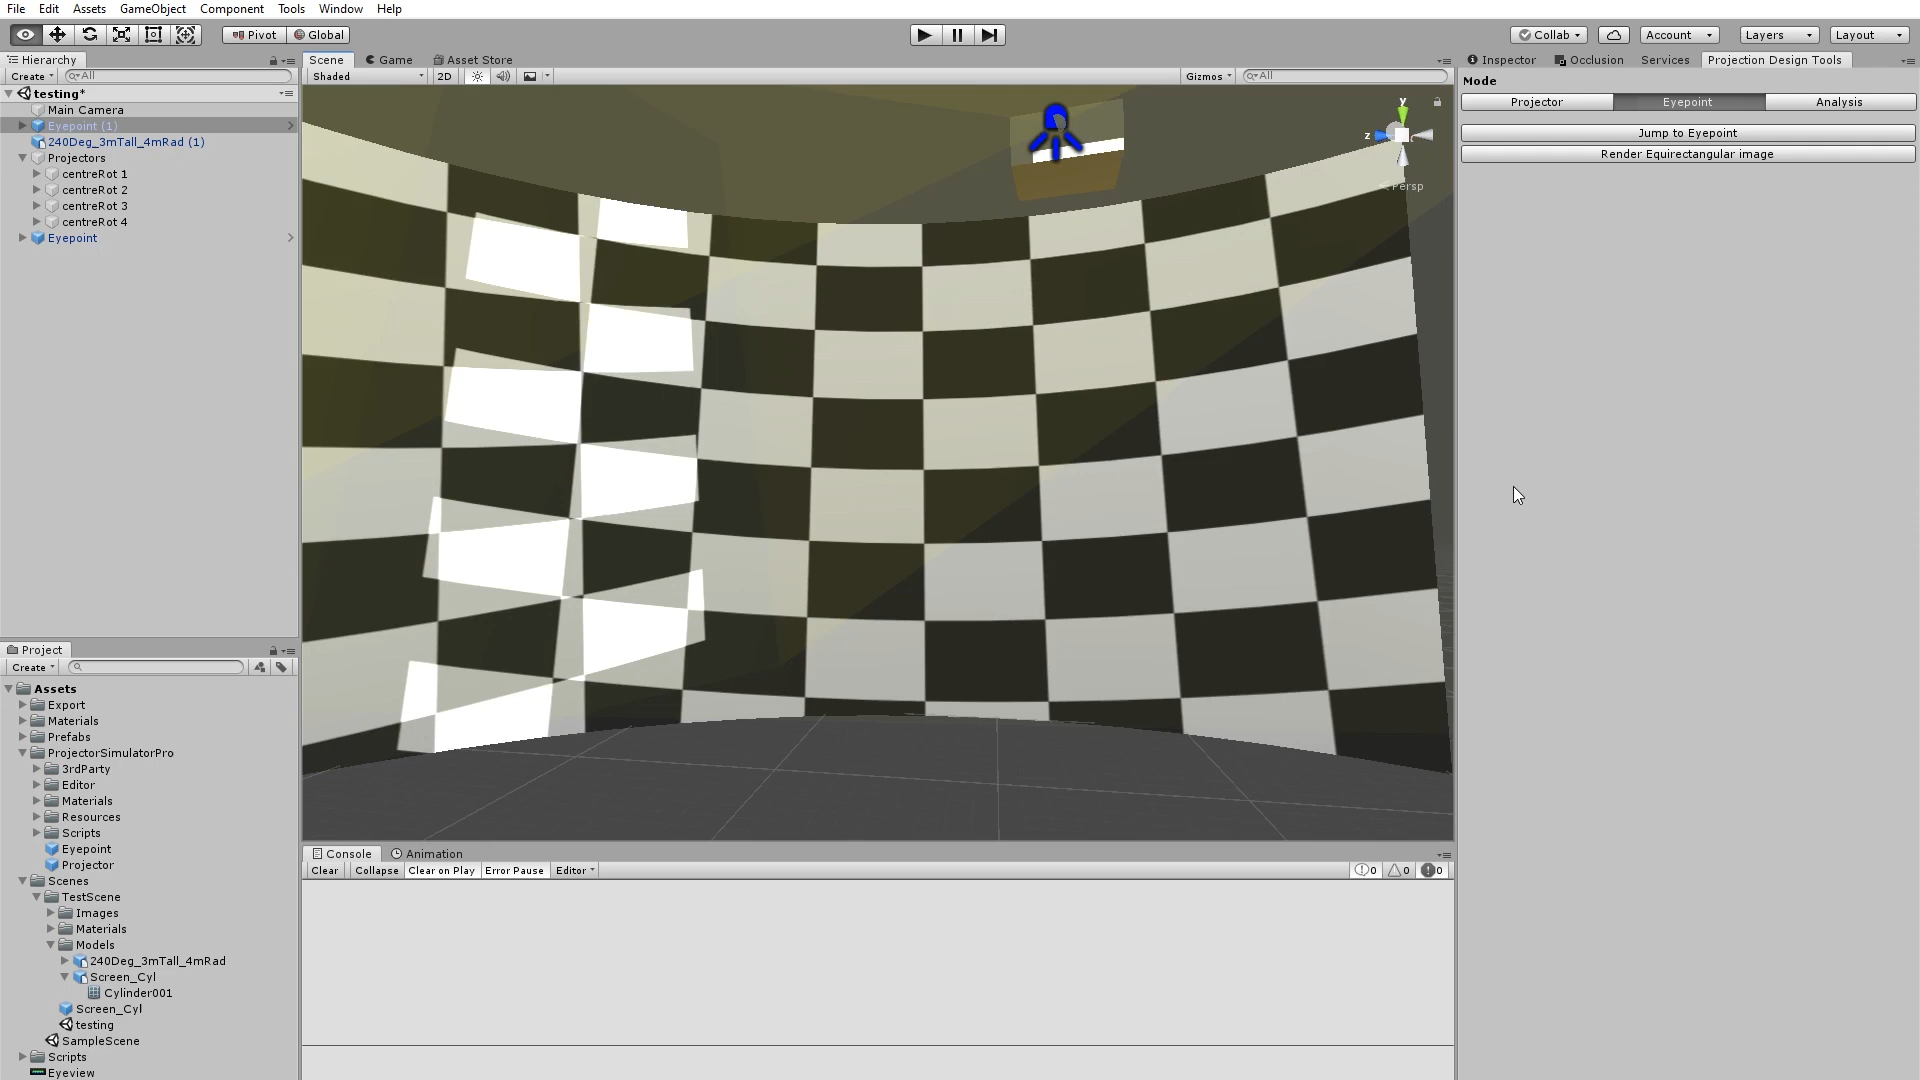 File Edit Assets GameObject Component Tools Window Help
Pivot Global Collab Account Layers Layout
Hierarchy
Create All
testing*
Main Camera
Eyepoint (1)
240Deg_3mTall_4mRad (1)
Projectors
centreRot 1
centreRot 2
centreRot 3
centreRot 4
Eyepoint
Scene Game Asset Store
Shaded 2D Gizmos All
y
z
Persp
Inspector Occlusion Services Projection Design Tools
Mode
Projector Eyepoint Analysis
Jump to Eyepoint
Render Equirectangular image
Project
Create
Assets
Export
Materials
Prefabs
ProjectorSimulatorPro
3rdParty
Editor
Materials
Resources
Scripts
Eyepoint
Projector
Scenes
TestScene
Images
Materials
Models
240Deg_3mTall_4mRad
Screen_Cyl
Cylinder001
Screen_Cyl
testing
SampleScene
Scripts
Eyeview
Console Animation
Clear Collapse Clear on Play Error Pause Editor 0 0 0